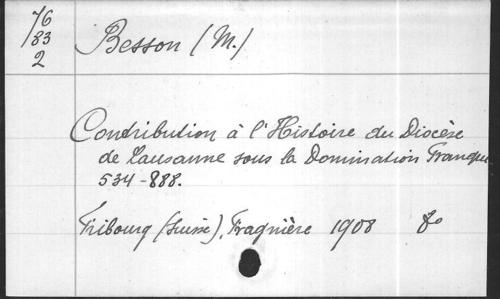 76
83
2
Besson (M.)
Contribution à l'Histoire du Diocèse
de Lausanne sous la Domination Franque
534-888.
Fribourg (Suisse), Fragnière 1908 8o